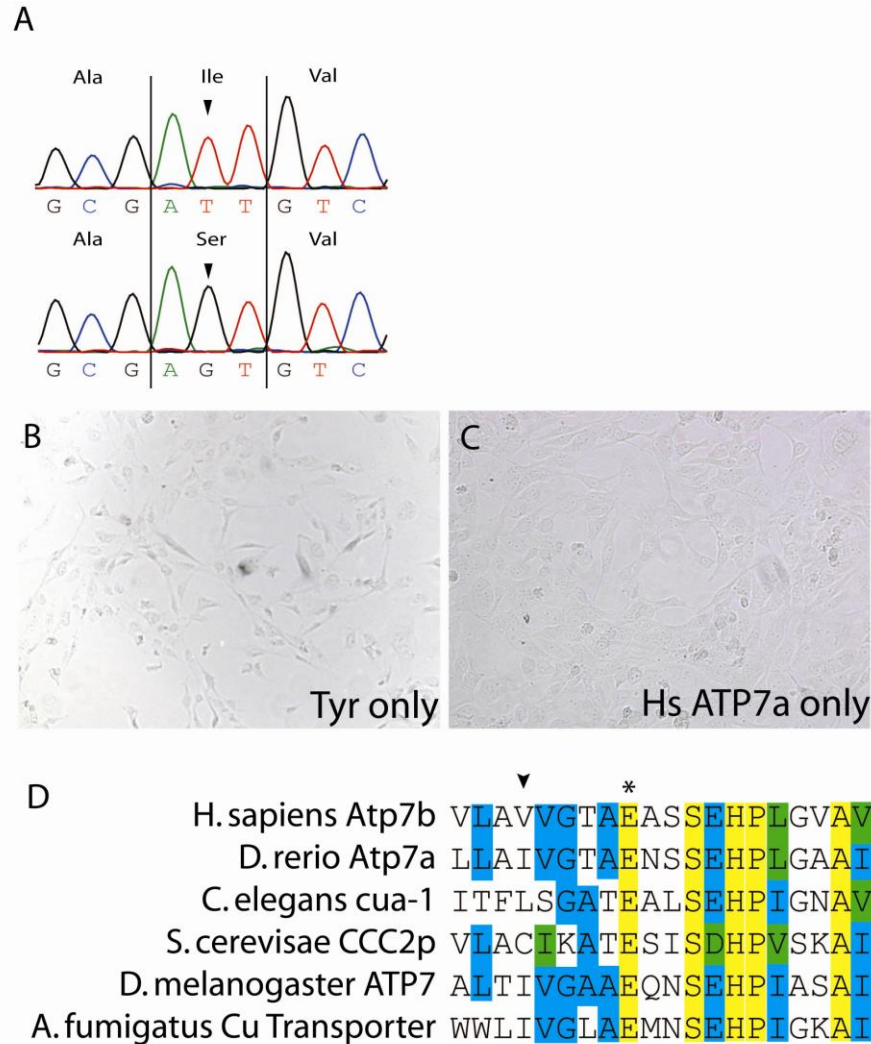 A
Ala Ile Val
G C G A T T G T C
Ala Ser Val
G C G A G T G T C
B
Tyr only
C
Hs ATP7a only
D
*
H. sapiens Atp7b VLAVVGTAEASSEHPLGVAV
D. rerio Atp7a LLAIVGTAENSSEHPLGAAI
C. elegans cua-1 ITFLSGATEALSEHPIGNAV
S. cerevisae CCC2p VLACIKATESISDHPVSKAI
D. melanogaster ATP7 ALTIVGAAEQNSEHPIASAI
A. fumigatus Cu Transporter WWLIVGLAEMNSEHPIGKAI